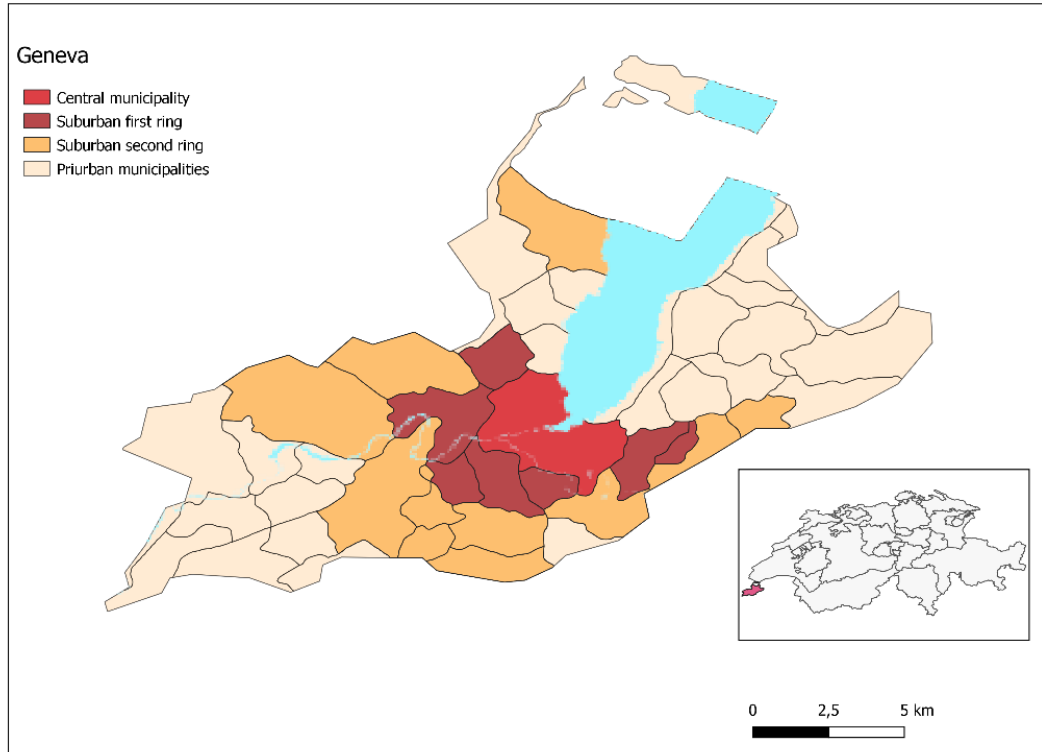 Geneva
Central municipality
Suburban first ring
Suburban second ring
Priurban municipalities
0 2,5 5 km